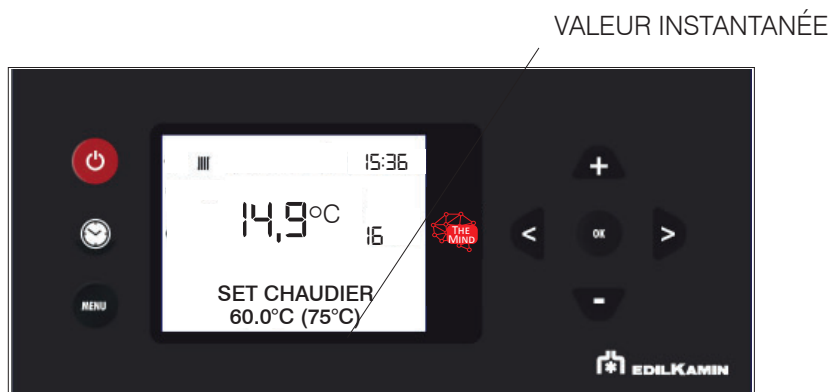 VALEUR INSTANTANÉE
15:36
14,9°C
16
THE
MIND
SET CHAUDIER
60.0°C (75°C)
MENU
+
<
OK
>
-
EDILKAMIN